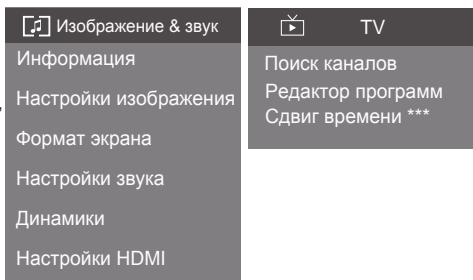 Изображение & звук
Информация
Настройки изображения
Формат экрана
Настройки звука
Динамики
Настройки HDMI
TV
Поиск каналов
Редактор программ
Сдвиг времени ***